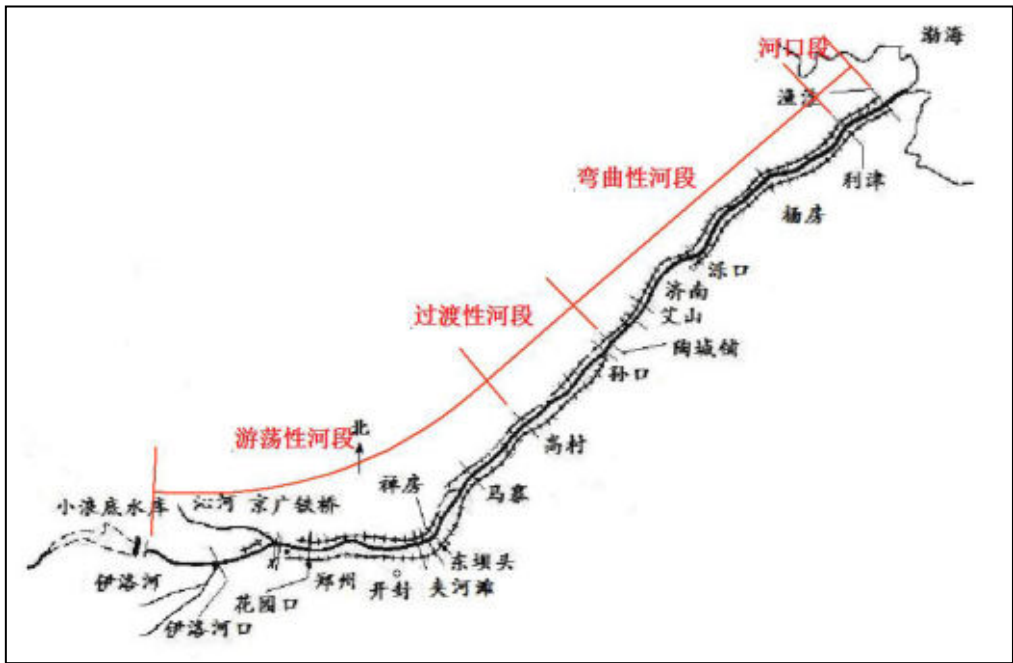 渤海
河口段
渔洼
弯曲性河段
利津
杨房
泺口
济南
过渡性河段
艾山
陶城铺
孙口
游荡性河段
北
高村
禅房
马寨
小浪底水库
沁河
京广铁桥
东坝头
伊洛河
郑州
开封
夹河滩
花园口
伊洛河口